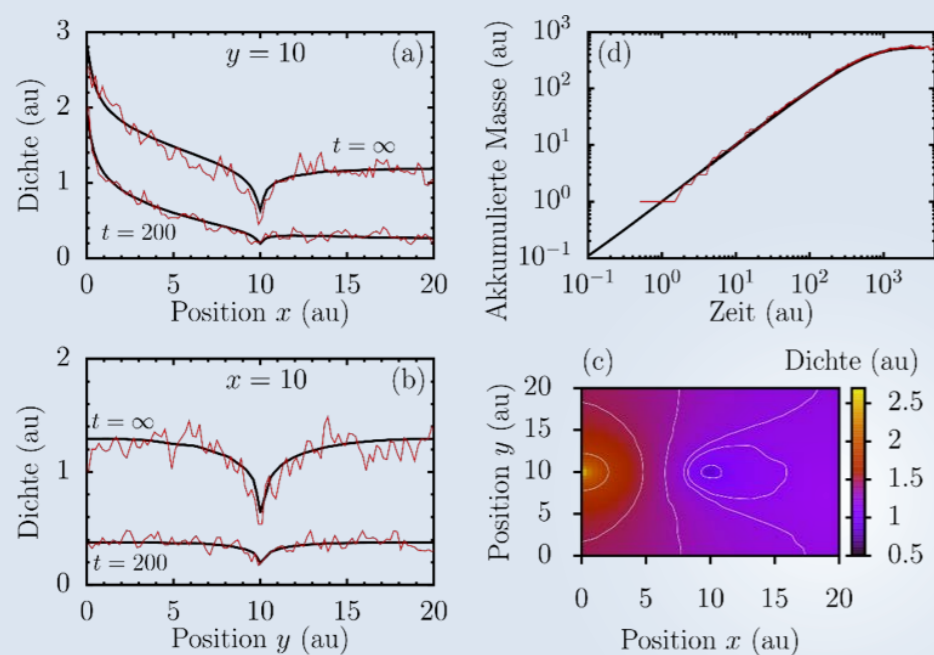 3
2
1
0
Dichte (au)
y = 10
(a)
t = ∞
t = 200
0 5 10 15 20
Position x (au)
2
1
0
Dichte (au)
x = 10
(b)
t = ∞
t = 200
0 5 10 15 20
Position y (au)
10³
10²
10¹
10⁰
10⁻¹
Akkumulierte Masse (au)
(d)
10⁻¹ 10⁰ 10¹ 10² 10³
Zeit (au)
(c)
Dichte (au)
20
15
10
5
0
Position y (au)
2.5
2
1.5
1
0.5
0 5 10 15 20
Position x (au)